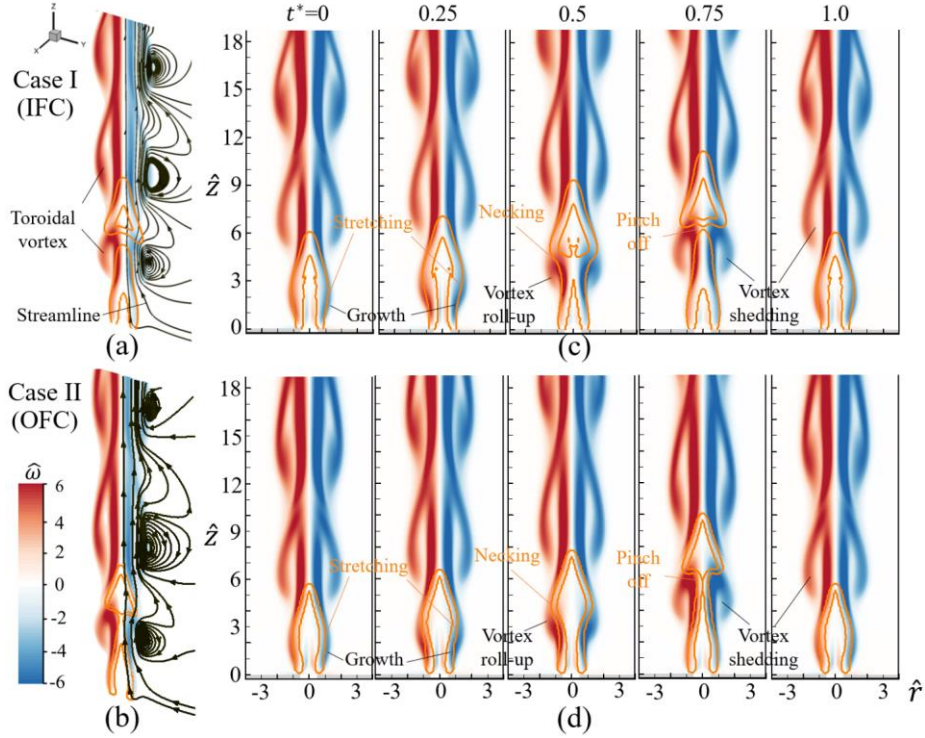 t*=0 0.25 0.5 0.75 1.0
Z
X Y
Case I
(IFC)
Toroidal
vortex
Streamline
(a)
ẑ
18
15
12
9
6
3
0
Stretching
Growth
Necking
Vortex
roll-up
Pinch
off
Vortex
shedding
(c)
Case II
(OFC)
ω̂
6
4
2
0
-2
-4
-6
(b)
ẑ
18
15
12
9
6
3
0
Stretching
Growth
Necking
Vortex
roll-up
Pinch
off
Vortex
shedding
-3 0 3 -3 0 3 -3 0 3 -3 0 3 -3 0 3 r̂
(d)